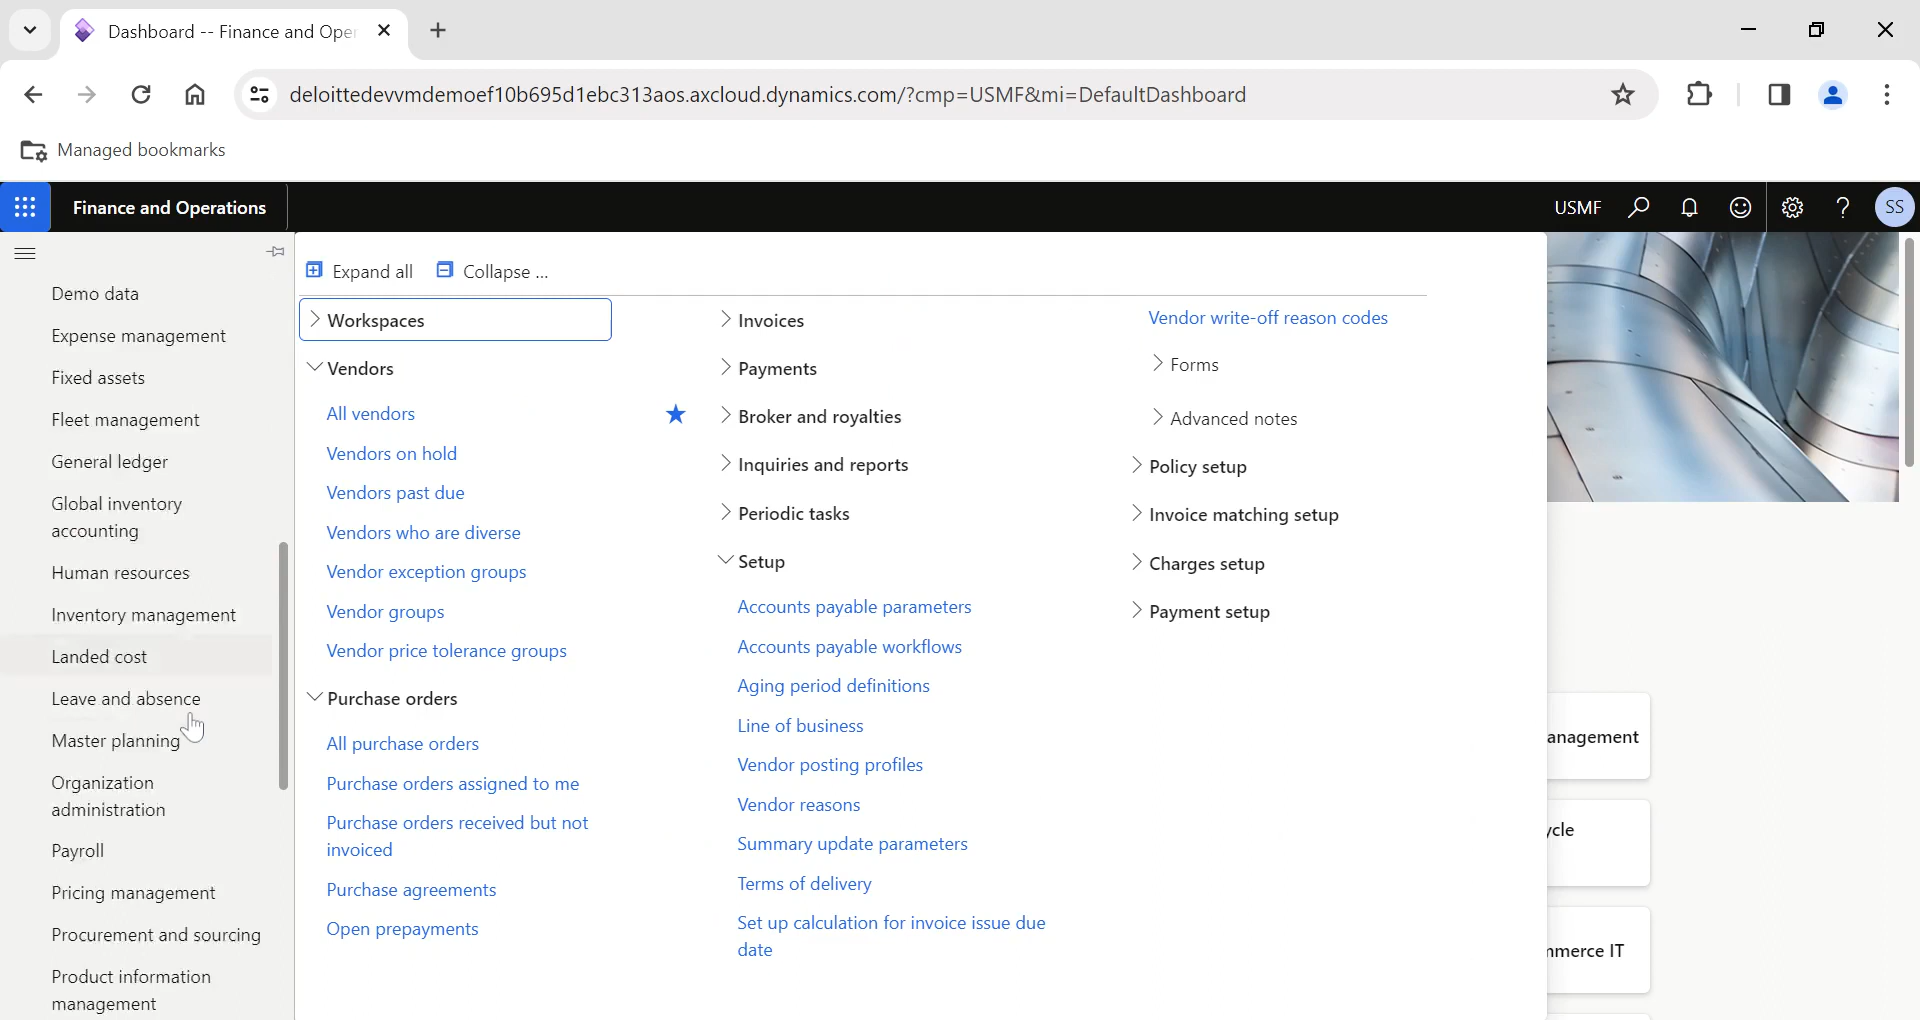 Dashboard -- Finance and Ope
deloittedevvmdemoef10b695d1ebc313aos.axcloud.dynamics.com/?cmp=USMF&mi=DefaultDashboard
Managed bookmarks
Finance and Operations
USMF
SS
Demo data
Expense management
Fixed assets
Fleet management
General ledger
Global inventory
accounting
Human resources
Inventory management
Landed cost
Leave and absence
Master planning
Organization
administration
Payroll
Pricing management
Procurement and sourcing
Product information
management
Expand all
Collapse ...
Workspaces
Vendors
All vendors
Vendors on hold
Vendors past due
Vendors who are diverse
Vendor exception groups
Vendor groups
Vendor price tolerance groups
Purchase orders
All purchase orders
Purchase orders assigned to me
Purchase orders received but not
invoiced
Purchase agreements
Open prepayments
Invoices
Payments
Broker and royalties
Inquiries and reports
Periodic tasks
Setup
Accounts payable parameters
Accounts payable workflows
Aging period definitions
Line of business
Vendor posting profiles
Vendor reasons
Summary update parameters
Terms of delivery
Set up calculation for invoice issue due
date
Vendor write-off reason codes
Forms
Advanced notes
Policy setup
Invoice matching setup
Charges setup
Payment setup
anagement
ycle
mmerce IT